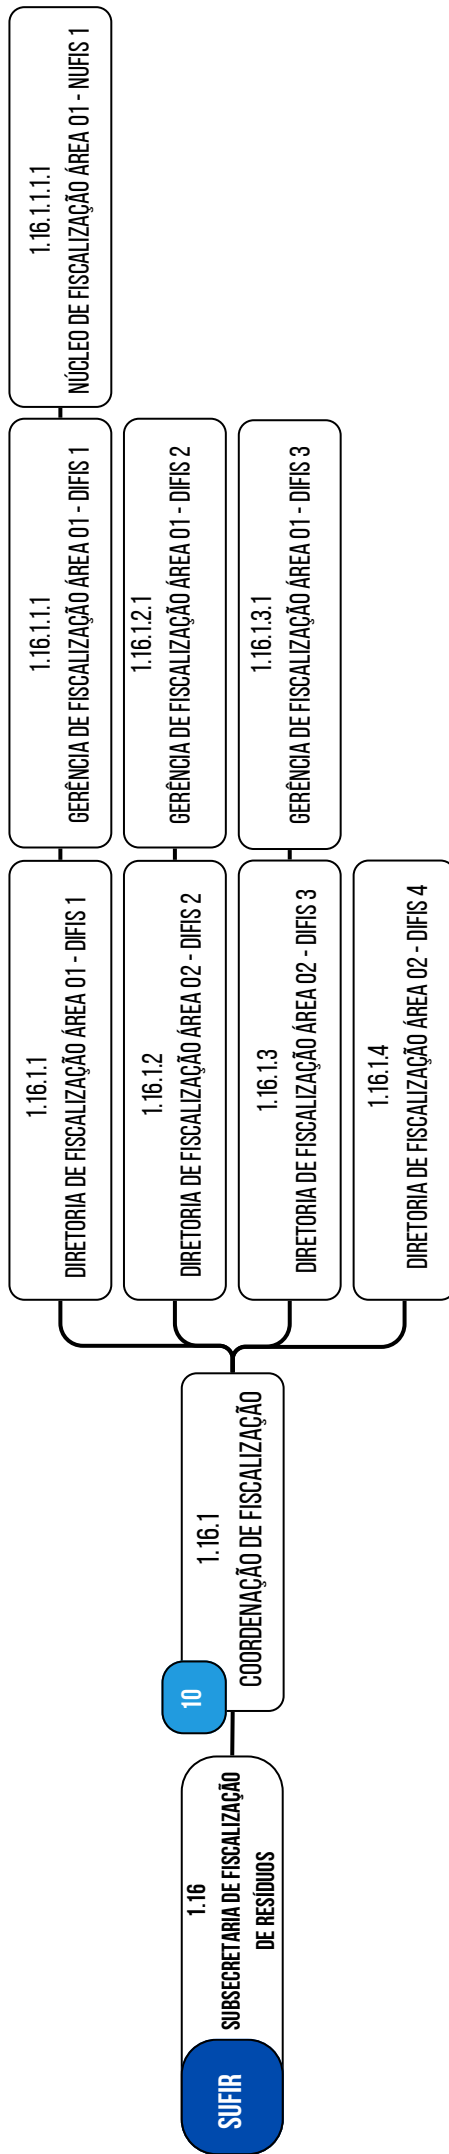 SUFIR
1.16
SUBSECRETARIA DE FISCALIZAÇÃO
DE RESÍDUOS
10
1.16.1
COORDENAÇÃO DE FISCALIZAÇÃO
1.16.1.1
DIRETORIA DE FISCALIZAÇÃO ÁREA 01 - DIFIS 1
1.16.1.1.1
GERÊNCIA DE FISCALIZAÇÃO ÁREA 01 - DIFIS 1
1.16.1.1.1.1
NÚCLEO DE FISCALIZAÇÃO ÁREA 01 - NUFIS 1
1.16.1.2
DIRETORIA DE FISCALIZAÇÃO ÁREA 02 - DIFIS 2
1.16.1.2.1
GERÊNCIA DE FISCALIZAÇÃO ÁREA 01 - DIFIS 2
1.16.1.3
DIRETORIA DE FISCALIZAÇÃO ÁREA 02 - DIFIS 3
1.16.1.3.1
GERÊNCIA DE FISCALIZAÇÃO ÁREA 01 - DIFIS 3
1.16.1.4
DIRETORIA DE FISCALIZAÇÃO ÁREA 02 - DIFIS 4